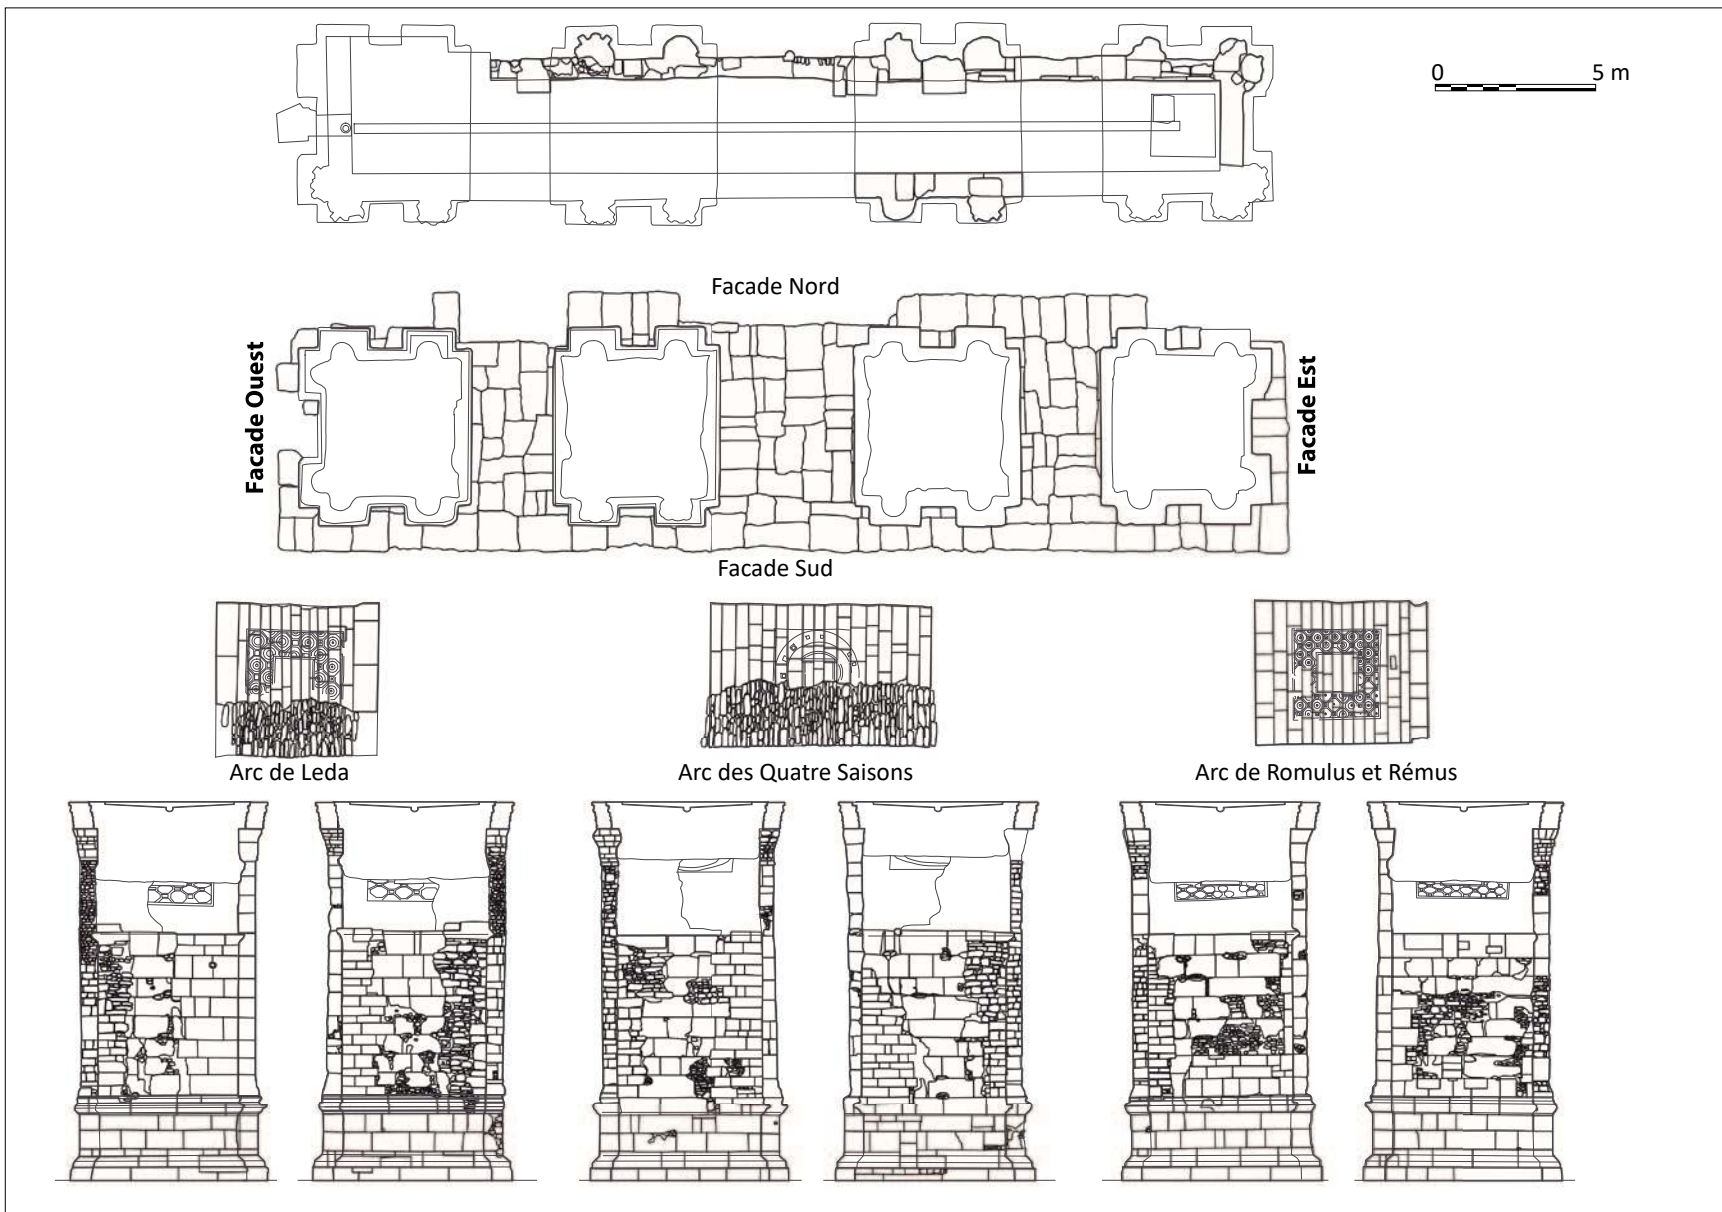 0 5 m
Facade Nord
Facade Ouest
Facade Est
Facade Sud
Arc de Leda
Arc des Quatre Saisons
Arc de Romulus et Rémus